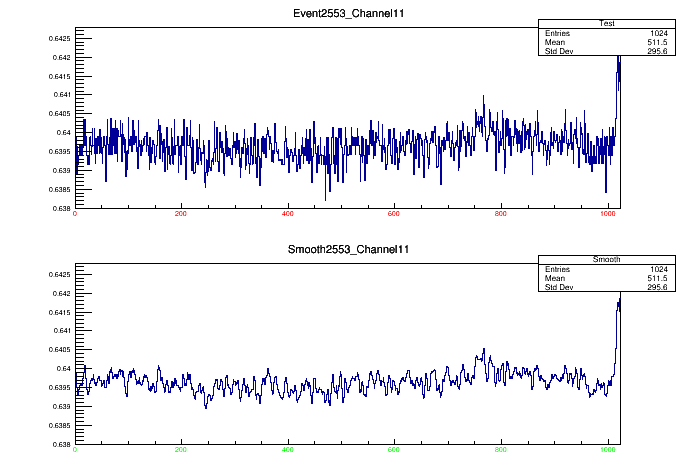 Event2553_Channel11
Test
Entries 1024
Mean 511.5
Std Dev 295.6
0.6425
0.642
0.6415
0.641
0.6405
0.64
0.6395
0.639
0.6385
0.638
0 200 400 600 800 1000
Smooth2553_Channel11
Smooth
Entries 1024
Mean 511.5
Std Dev 295.6
0.6425
0.642
0.6415
0.641
0.6405
0.64
0.6395
0.639
0.6385
0.638
0 200 400 600 800 1000